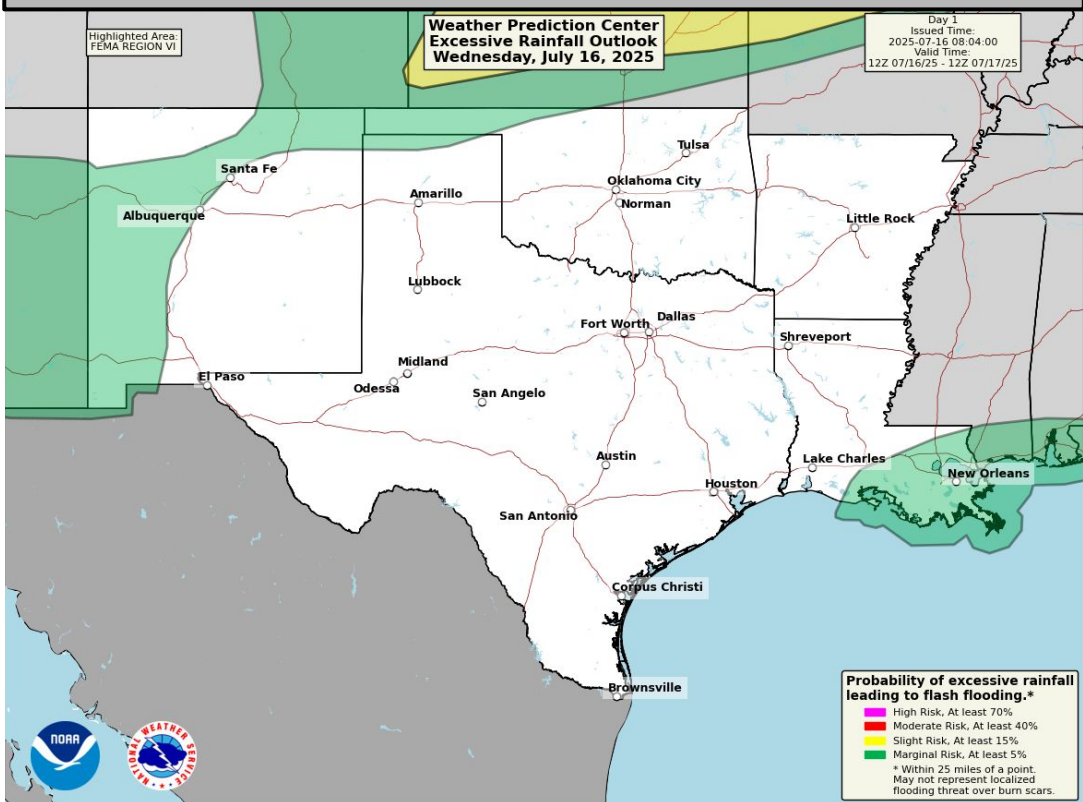 Highlighted Area:
FEMA REGION VI
Weather Prediction Center
Excessive Rainfall Outlook
Wednesday, July 16, 2025
Day 1
Issued Time:
2025-07-16 08:04:00
Valid Time:
12Z 07/16/25 - 12Z 07/17/25
Tulsa
Santa Fe
Oklahoma City
Amarillo
Norman
Albuquerque
Little Rock
Lubbock
Fort Worth
Dallas
Shreveport
Midland
El Paso
Odessa
San Angelo
Austin
Lake Charles
New Orleans
Houston
San Antonio
Corpus Christi
Brownsville
Probability of excessive rainfall
leading to flash flooding.*
High Risk, At least 70%
Moderate Risk, At least 40%
Slight Risk, At least 15%
Marginal Risk, At least 5%
* Within 25 miles of a point.
May not represent localized
flooding threat over burn scars.
NOAA
NATIONAL WEATHER SERVICE